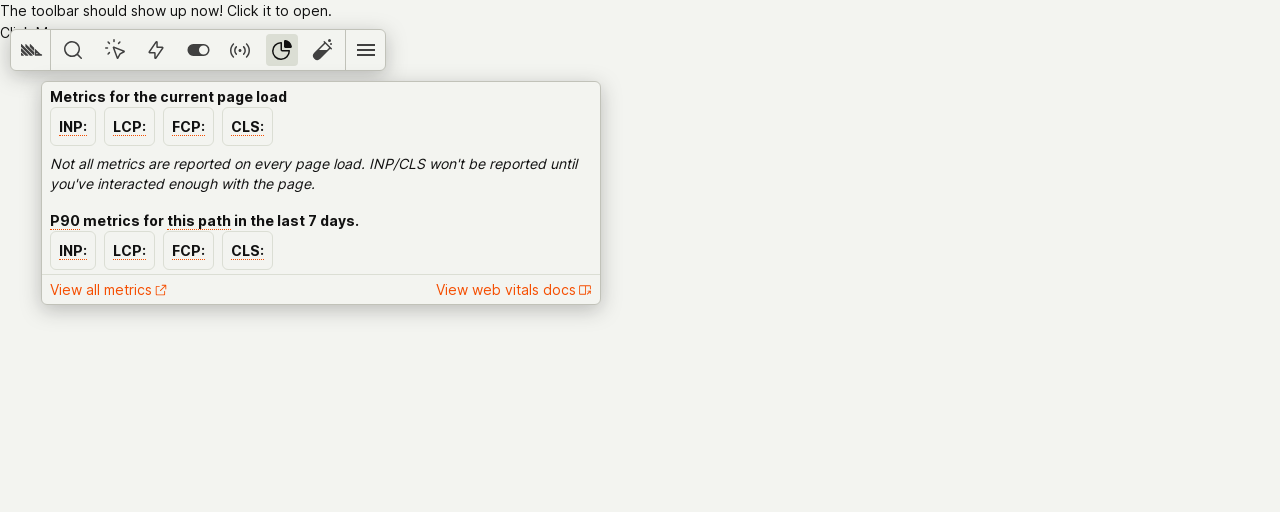 The toolbar should show up now! Click it to open.
Metrics for the current page load
INP: LCP: FCP: CLS:
Not all metrics are reported on every page load. INP/CLS won't be reported until
you've interacted enough with the page.
P90 metrics for this path in the last 7 days.
INP: LCP: FCP: CLS:
View all metrics View web vitals docs